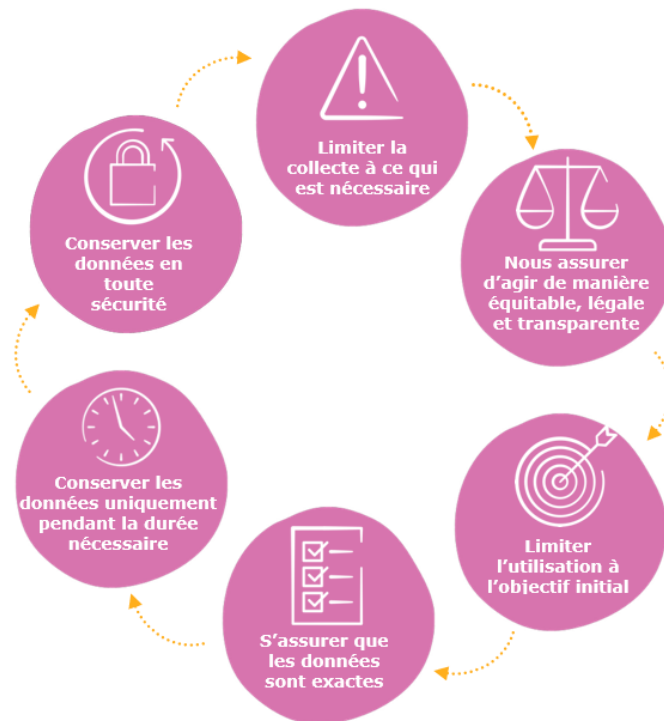 Limiter la
collecte à ce qui
est nécessaire
Nous assurer
d'agir de manière
équitable, légale
et transparente
Limiter
l'utilisation à
l'objectif initial
S'assurer que
les données
sont exactes
Conserver les
données uniquement
pendant la durée
nécessaire
Conserver les
données en
toute
sécurité